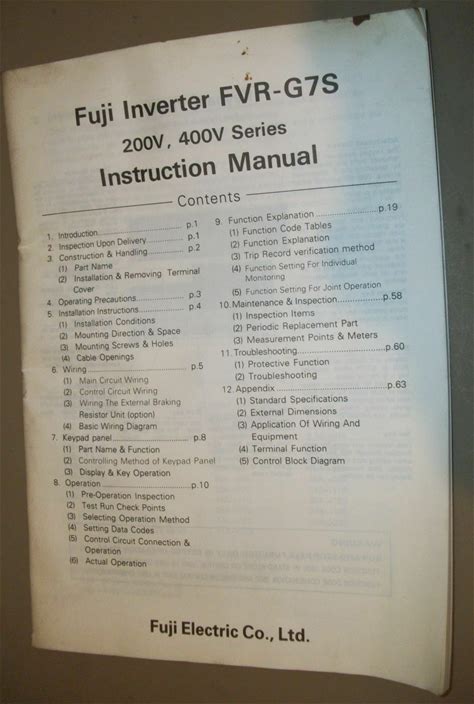 Fuji Inverter FVR-G7S
200V, 400V Series
Instruction Manual
Contents
1. Introduction p.1
2. Inspection Upon Delivery p.1
3. Construction & Handling p.2
(1) Part Name
(2) Installation & Removing Terminal
Cover
4. Operating Precautions p.3
5. Installation Instructions p.4
(1) Installation Conditions
(2) Mounting Direction & Space
(3) Mounting Screws & Holes
(4) Cable Openings
6. Wiring p.5
(1) Main Circuit Wiring
(2) Control Circuit Wiring
(3) Wiring The External Braking
Resistor Unit (option)
(4) Basic Wiring Diagram
7. Keypad panel p.8
(1) Part Name & Function
(2) Controlling Method of Keypad Panel
(3) Display & Key Operation
8. Operation p.10
(1) Pre-Operation Inspection
(2) Test Run Check Points
(3) Selecting Operation Method
(4) Setting Data Codes
(5) Control Circuit Connection &
Operation
(6) Actual Operation
9. Function Explanation p.19
(1) Function Code Tables
(2) Function Explanation
(3) Trip Record verification method
(4) Function Setting For Individual
Monitoring
(5) Function Setting For Joint Operation
10. Maintenance & Inspection p.58
(1) Inspection Items
(2) Periodic Replacement Part
(3) Measurement Points & Meters
11. Troubleshooting p.60
(1) Protective Function
(2) Troubleshooting
12. Appendix p.63
(1) Standard Specifications
(2) External Dimensions
(3) Application Of Wiring And
Equipment
(4) Terminal Function
(5) Control Block Diagram
Fuji Electric Co., Ltd.